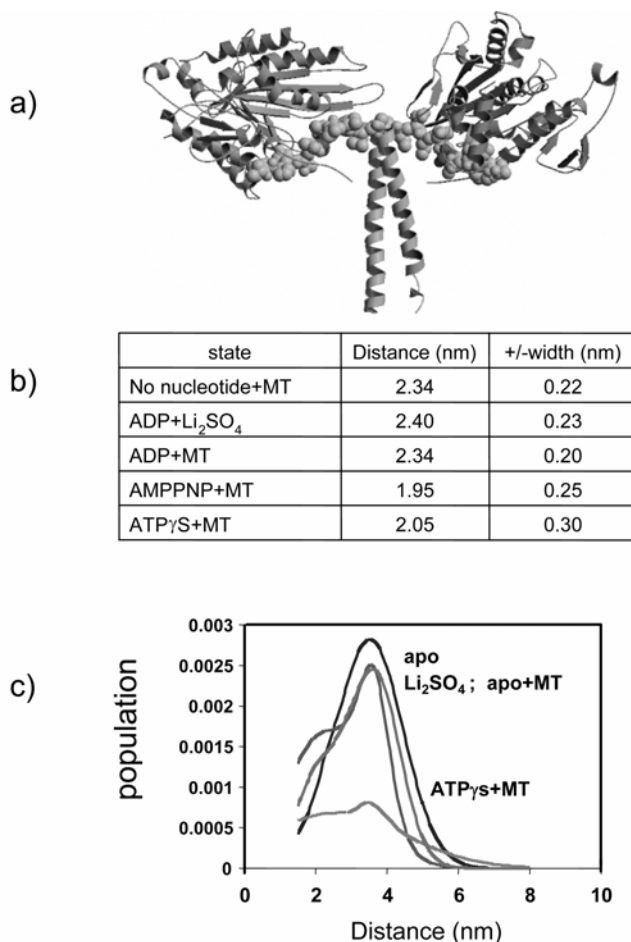 a)
b)
state Distance (nm) +/-width (nm)
No nucleotide+MT 2.34 0.22
ADP+Li₂SO₄ 2.40 0.23
ADP+MT 2.34 0.20
AMPPNP+MT 1.95 0.25
ATPγS+MT 2.05 0.30
c)
population
0.003
0.0025
0.002
0.0015
0.001
0.0005
0
apo
Li₂SO₄ ; apo+MT
ATPγs+MT
0 2 4 6 8 10
Distance (nm)